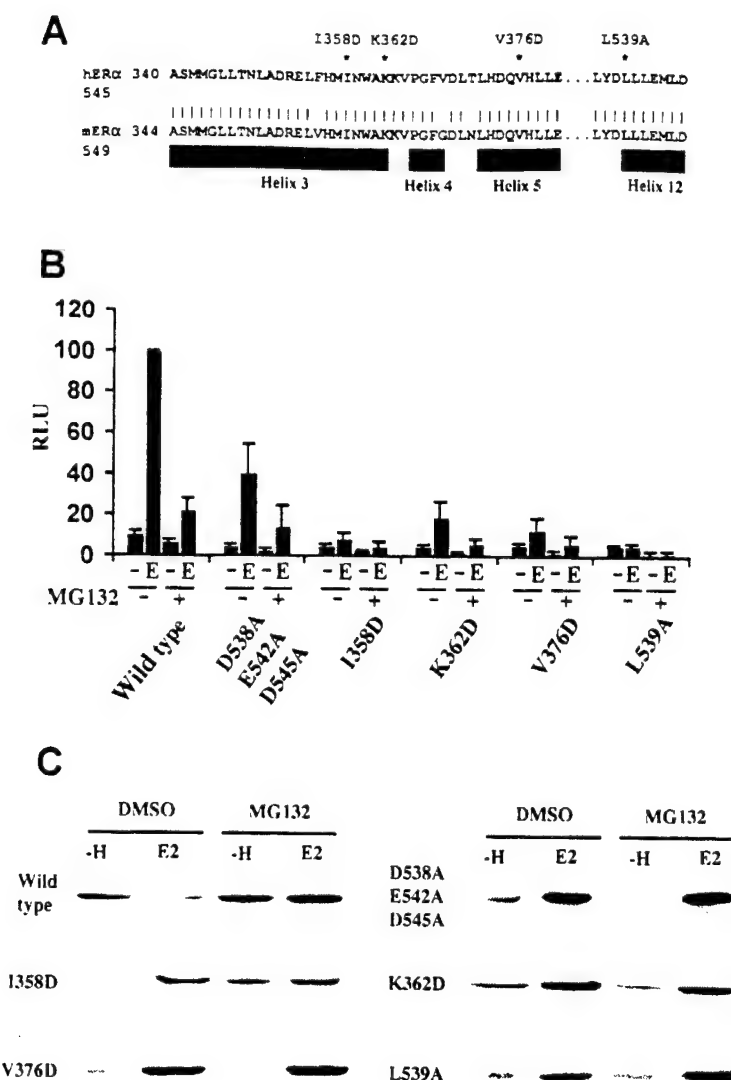 A
I358D K362D V376D L539A
* * * *
hERα 340 ASMMGLLTNLADRELFHMINWAKKVPGFVDLTLHDQVHLLE...LYDLLLEMLD
545
mERα 344 ASMMGLLTNLADRELVHMINWAKKVPGFGDLNLHDQVHLLE...LYDLLLEMLD
549
Helix 3 Helix 4 Helix 5 Helix 12
B
120
100
80
60
40
20
0
RLU
- E - E - E - E - E - E - E - E - E - E - E - E
MG132 - + - + - + - + - + - +
Wild type
D538A
E542A
D545A
I358D
K362D
V376D
L539A
C
DMSO MG132 DMSO MG132
-H E2 -H E2 -H E2 -H E2
Wild
type
D538A
E542A
D545A
I358D K362D
V376D L539A